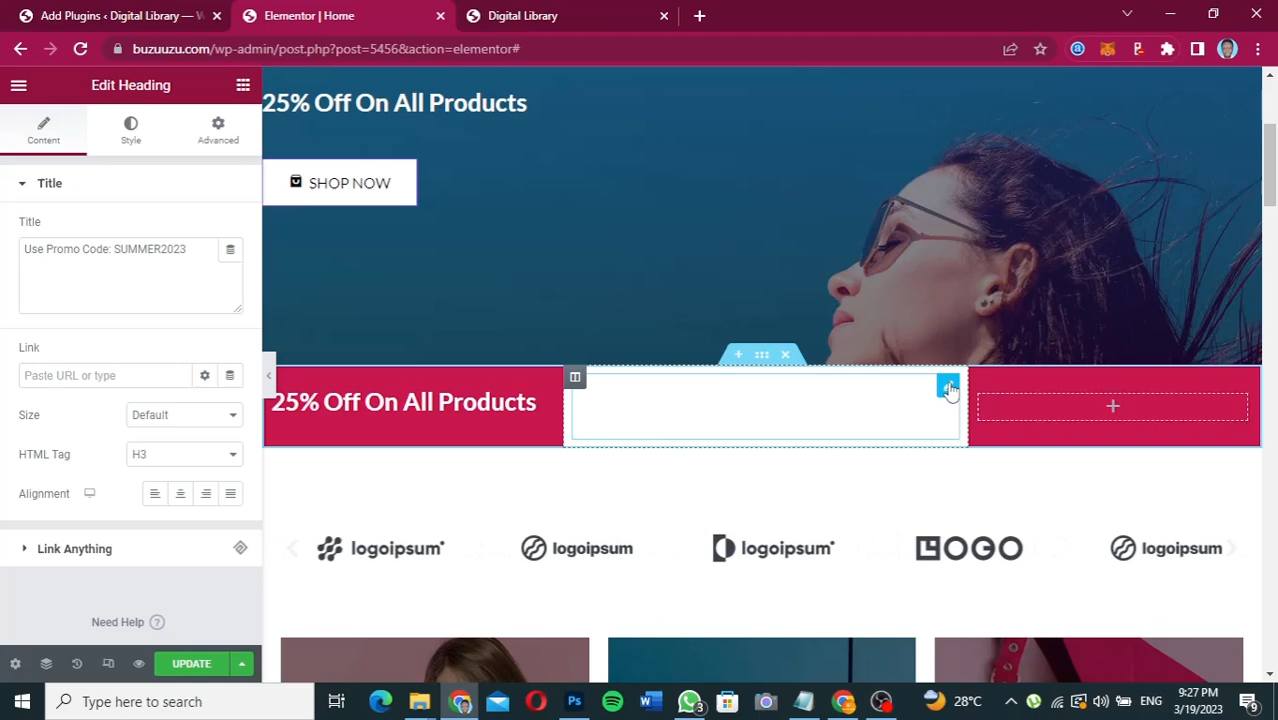 Add Plugins ‹ Digital Library — W
Elementor | Home
Digital Library
buzuuzu.com/wp-admin/post.php?post=5456&action=elementor#
Edit Heading
Content
Style
Advanced
Title
Title
Use Promo Code: SUMMER2023
Link
Paste URL or type
Size
Default
HTML Tag
H3
Alignment
Link Anything
Need Help ?
UPDATE
25% Off On All Products
SHOP NOW
25% Off On All Products
logoipsum®
logoipsum
logoipsum®
LOGO
logoipsum
Type here to search
3
28°C
ENG
9:27 PM
3/19/2023
9